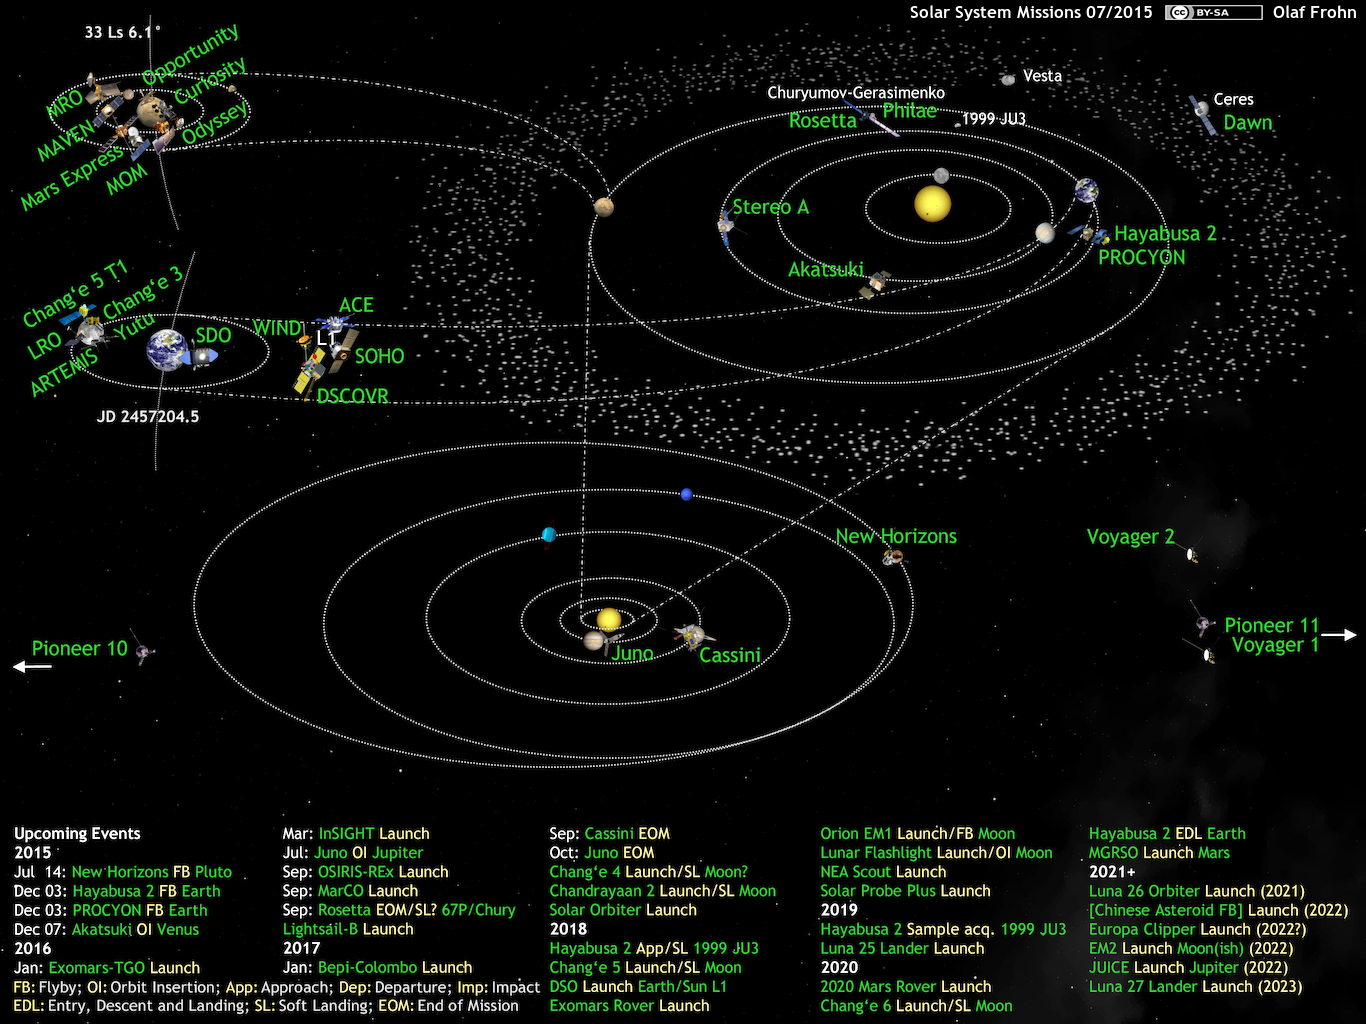 Solar System Missions 07/2015 cc BY-SA Olaf Frohn
33 Ls 6.1°
Opportunity
Curiosity
MRO
Odyssey
MAVEN
Mars Express
MOM
Vesta
Churyumov-Gerasimenko
Philae
Rosetta
1999 JU3
Ceres
Dawn
Stereo A
Hayabusa 2
PROCYON
Akatsuki
Chang‘e 5 T1
Chang‘e 3
Yutu
LRO
ARTEMIS
SDO
WIND
ACE
L1
SOHO
DSCOVR
JD 2457204.5
New Horizons
Voyager 2
Pioneer 10
Juno
Cassini
Pioneer 11
Voyager 1
Upcoming Events
2015
Jul 14: New Horizons FB Pluto
Dec 03: Hayabusa 2 FB Earth
Dec 03: PROCYON FB Earth
Dec 07: Akatsuki OI Venus
2016
Jan: Exomars-TGO Launch
Mar: InSIGHT Launch
Jul: Juno OI Jupiter
Sep: OSIRIS-REx Launch
Sep: MarCO Launch
Sep: Rosetta EOM/SL? 67P/Chury
Lightsail-B Launch
2017
Jan: Bepi-Colombo Launch
Sep: Cassini EOM
Oct: Juno EOM
Chang‘e 4 Launch/SL Moon?
Chandrayaan 2 Launch/SL Moon
Solar Orbiter Launch
2018
Hayabusa 2 App/SL 1999 JU3
Chang‘e 5 Launch/SL Moon
DSO Launch Earth/Sun L1
Exomars Rover Launch
Orion EM1 Launch/FB Moon
Lunar Flashlight Launch/OI Moon
NEA Scout Launch
Solar Probe Plus Launch
2019
Hayabusa 2 Sample acq. 1999 JU3
Luna 25 Lander Launch
2020
2020 Mars Rover Launch
Chang‘e 6 Launch/SL Moon
Hayabusa 2 EDL Earth
MGRSO Launch Mars
2021+
Luna 26 Orbiter Launch (2021)
[Chinese Asteroid FB] Launch (2022)
Europa Clipper Launch (2022?)
EM2 Launch Moon(ish) (2022)
JUICE Launch Jupiter (2022)
Luna 27 Lander Launch (2023)
FB: Flyby; OI: Orbit Insertion; App: Approach; Dep: Departure; Imp: Impact
EDL: Entry, Descent and Landing; SL: Soft Landing; EOM: End of Mission